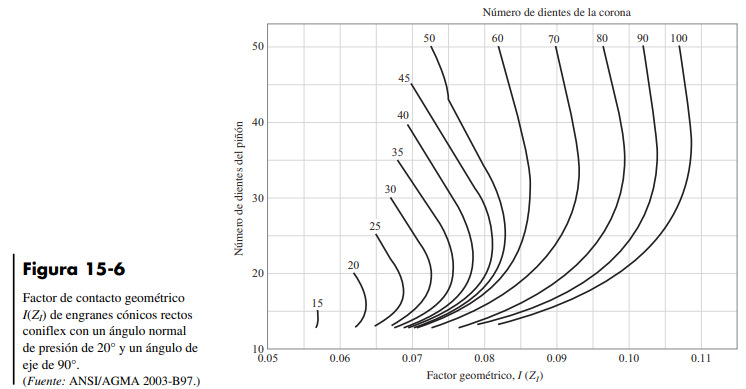 Número de dientes de la corona
50
60
70
80
90
100
50
45
40
40
35
30
30
25
20
20
15
10
Número de dientes del piñón
0.05
0.06
0.07
0.08
0.09
0.10
0.11
Factor geométrico, I (ZI)
Figura 15-6
Factor de contacto geométrico
I(ZI) de engranes cónicos rectos
coniflex con un ángulo normal
de presión de 20° y un ángulo de
eje de 90°.
(Fuente: ANSI/AGMA 2003-B97.)